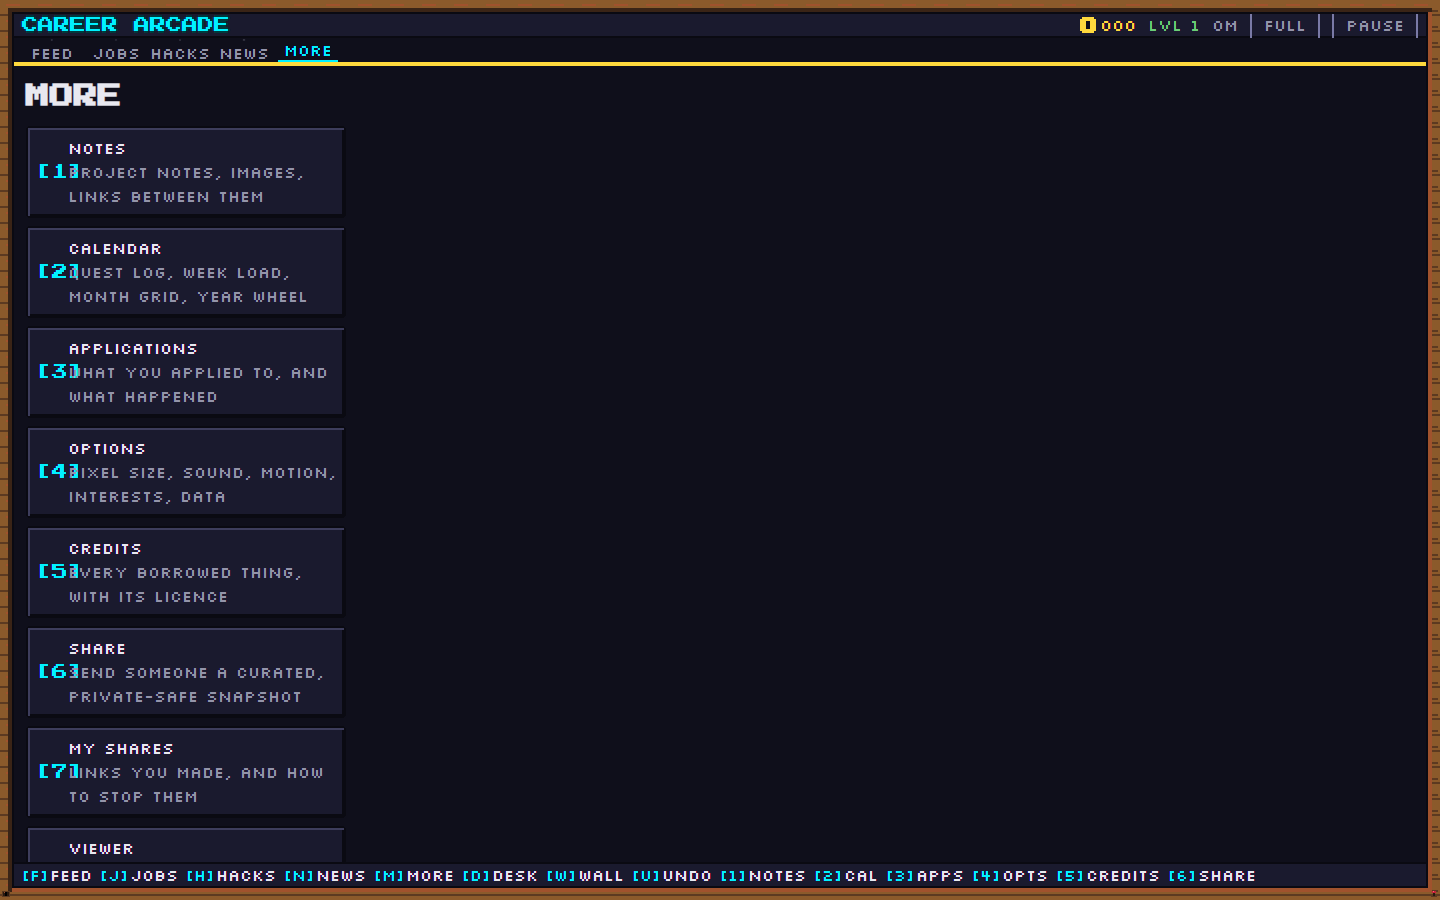 CAREER ARCADE
000 LVL 1 OM FULL PAUSE
FEED JOBS HACKS NEWS MORE
MORE
NOTES
[1] PROJECT NOTES, IMAGES,
LINKS BETWEEN THEM
CALENDAR
[2] QUEST LOG, WEEK LOAD,
MONTH GRID, YEAR WHEEL
APPLICATIONS
[3] WHAT YOU APPLIED TO, AND
WHAT HAPPENED
OPTIONS
[4] PIXEL SIZE, SOUND, MOTION,
INTERESTS, DATA
CREDITS
[5] EVERY BORROWED THING,
WITH ITS LICENCE
SHARE
[6] SEND SOMEONE A CURATED,
PRIVATE-SAFE SNAPSHOT
MY SHARES
[7] LINKS YOU MADE, AND HOW
TO STOP THEM
VIEWER
[F]FEED [J]JOBS [H]HACKS [N]NEWS [M]MORE [D]DESK [W]WALL [U]UNDO [1]NOTES [2]CAL [3]APPS [4]OPTS [5]CREDITS [6]SHARE